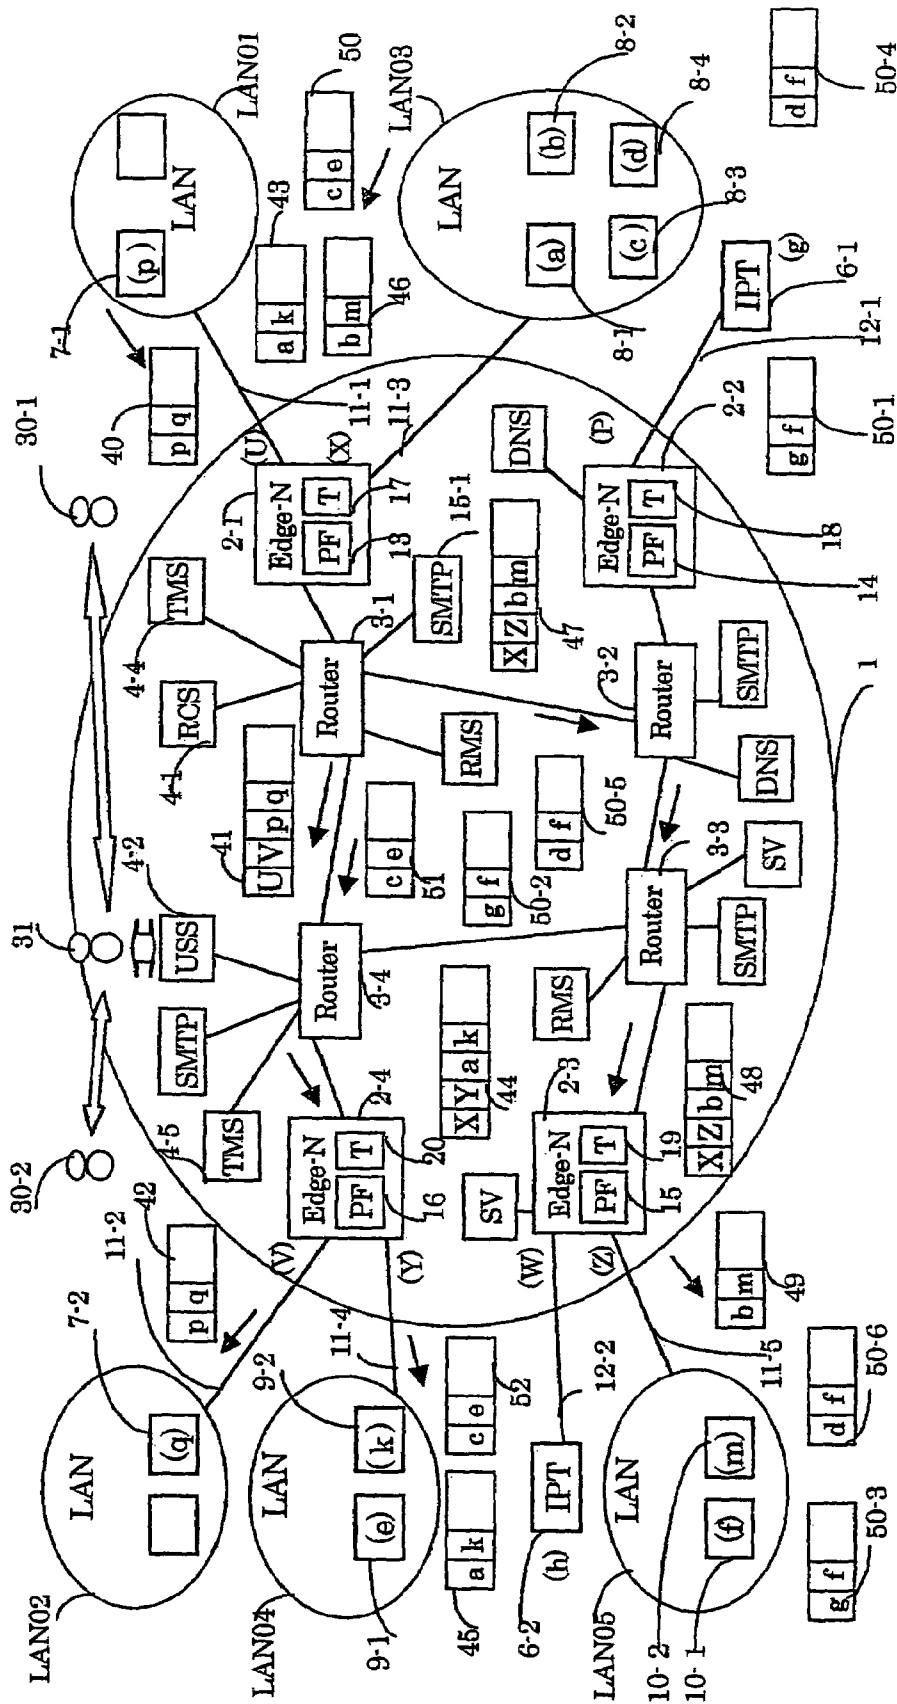 LAN02
7-2
11-2
42
30-2
31
30-1
LAN
(q)
p q
4-5
TMS
SMTP
4-2
USS
4-1
RCS
4-4
TMS
40
p q
7-1
(p)
LAN
LAN01
LAN04
9-2
LAN
(e)
(k)
9-1
11-4
(V)
(Y)
2-4
Edge-N
PF
T
16
20
Router
3-4
41
U V p q
Router
3-1
2-1
Edge-N
PF
T
13
17
(U)
(X)
11-1
11-3
a k
43
b m
46
c e
50
LAN03
45
a k
c e
52
X Y a k
44
c e
51
RMS
SMTP
15-1
LAN
(a)
(b)
(c)
(d)
8-1
8-2
8-3
8-4
6-2
IPT
(h)
12-2
(W)
(Z)
SV
2-3
Edge-N
PF
T
15
19
RMS
g f
50-2
d f
50-5
X Z b m
47
DNS
(P)
LAN05
LAN
(f)
(m)
10-2
10-1
11-5
b m
49
X Z b m
48
Router
3-3
SMTP
SV
DNS
3-2
Router
SMTP
Edge-N
PF
T
2-2
14
18
12-1
IPT
(g)
6-1
g f
50-3
d f
50-6
1
g f
50-1
d f
50-4